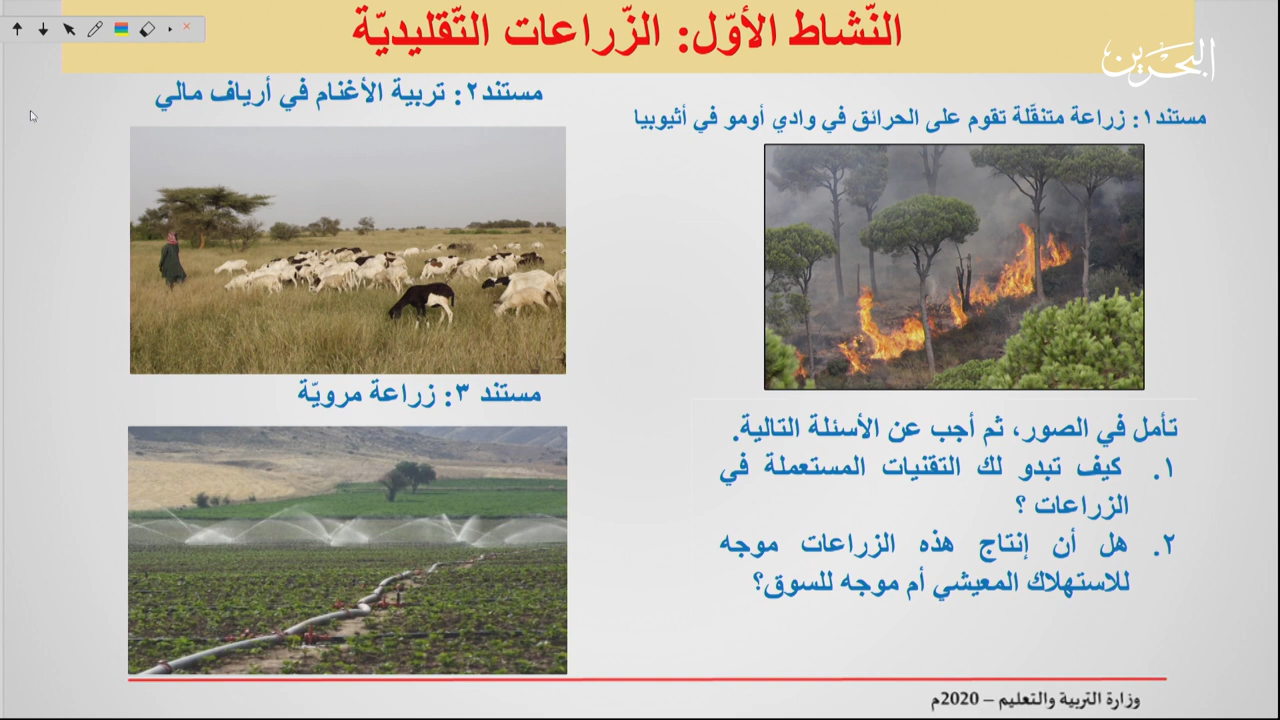 النّشاط الأوّل: الزّراعات التّقليديّة
البحرين
مستند١: زراعة متنقّلة تقوم على الحرائق في وادي أومو في أثيوبيا
مستند٢: تربية الأغنام في أرياف مالي
مستند ٣: زراعة مرويّة
تأمل في الصور، ثم أجب عن الأسئلة التالية.
١. كيف تبدو لك التقنيات المستعملة في
الزراعات ؟
٢. هل أن إنتاج هذه الزراعات موجه
للاستهلاك المعيشي أم موجه للسوق؟
وزارة التربية والتعليم – 2020م